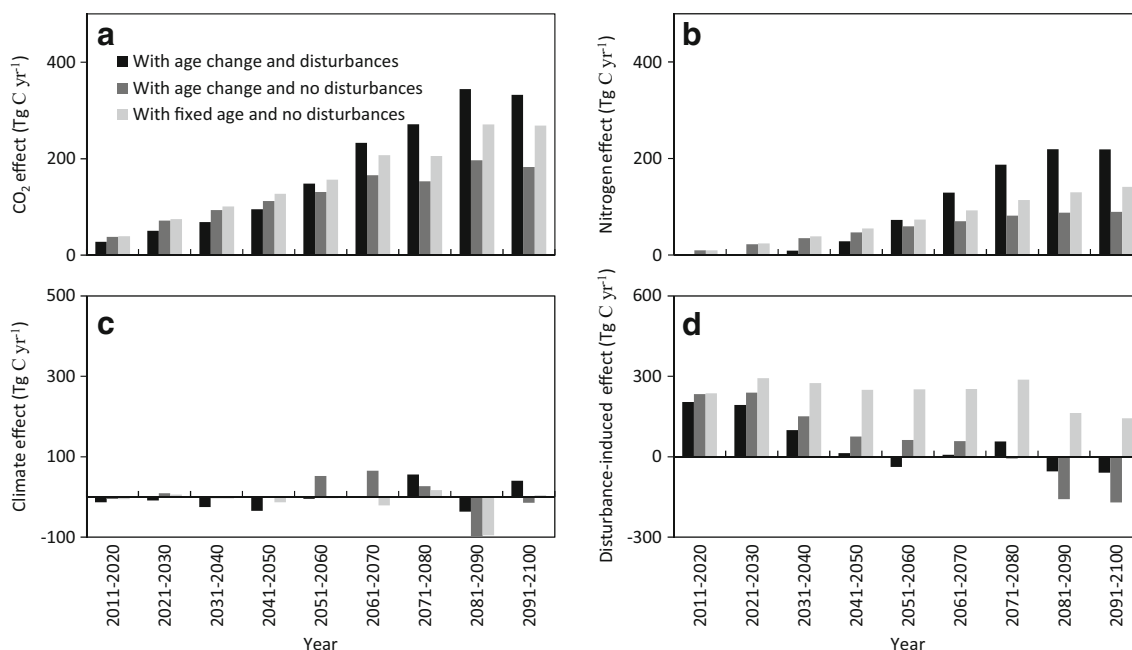 a
With age change and disturbances
With age change and no disturbances
With fixed age and no disturbances
CO2 effect (Tg C yr-1)
400
200
0
b
Nitrogen effect (Tg C yr-1)
400
200
0
c
Climate effect (Tg C yr-1)
500
300
100
-100
2011-2020
2021-2030
2031-2040
2041-2050
2051-2060
2061-2070
2071-2080
2081-2090
2091-2100
Year
d
Disturbance-induced effect (Tg C yr-1)
600
300
0
-300
2011-2020
2021-2030
2031-2040
2041-2050
2051-2060
2061-2070
2071-2080
2081-2090
2091-2100
Year